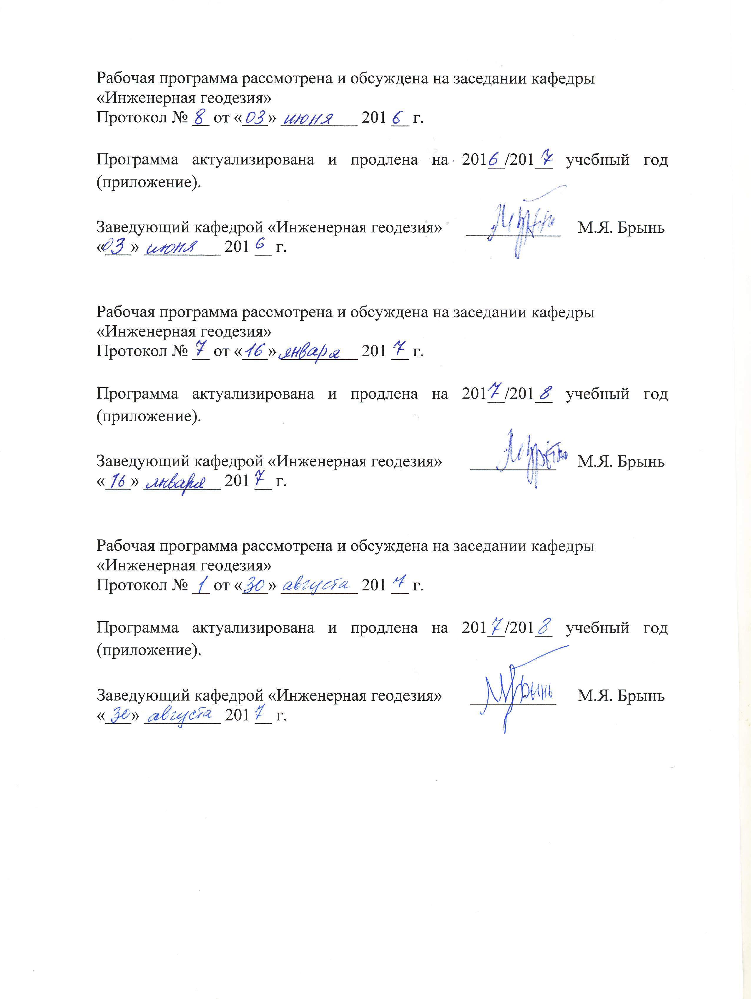 Рабочая программа рассмотрена и обсуждена на заседании кафедры
«Инженерная геодезия»
Протокол № 8 от «03» июня 2016 г.
Программа актуализирована и продлена на 2016/2017 учебный год
(приложение).
Заведующий кафедрой «Инженерная геодезия» М.Я. Брынь
«03» июня 2016 г.
Рабочая программа рассмотрена и обсуждена на заседании кафедры
«Инженерная геодезия»
Протокол № 7 от «16» января 2017 г.
Программа актуализирована и продлена на 2017/2018 учебный год
(приложение).
Заведующий кафедрой «Инженерная геодезия» М.Я. Брынь
«16» января 2017 г.
Рабочая программа рассмотрена и обсуждена на заседании кафедры
«Инженерная геодезия»
Протокол № 1 от «30» августа 2017 г.
Программа актуализирована и продлена на 2017/2018 учебный год
(приложение).
Заведующий кафедрой «Инженерная геодезия» М.Я. Брынь
«30» августа 2017 г.